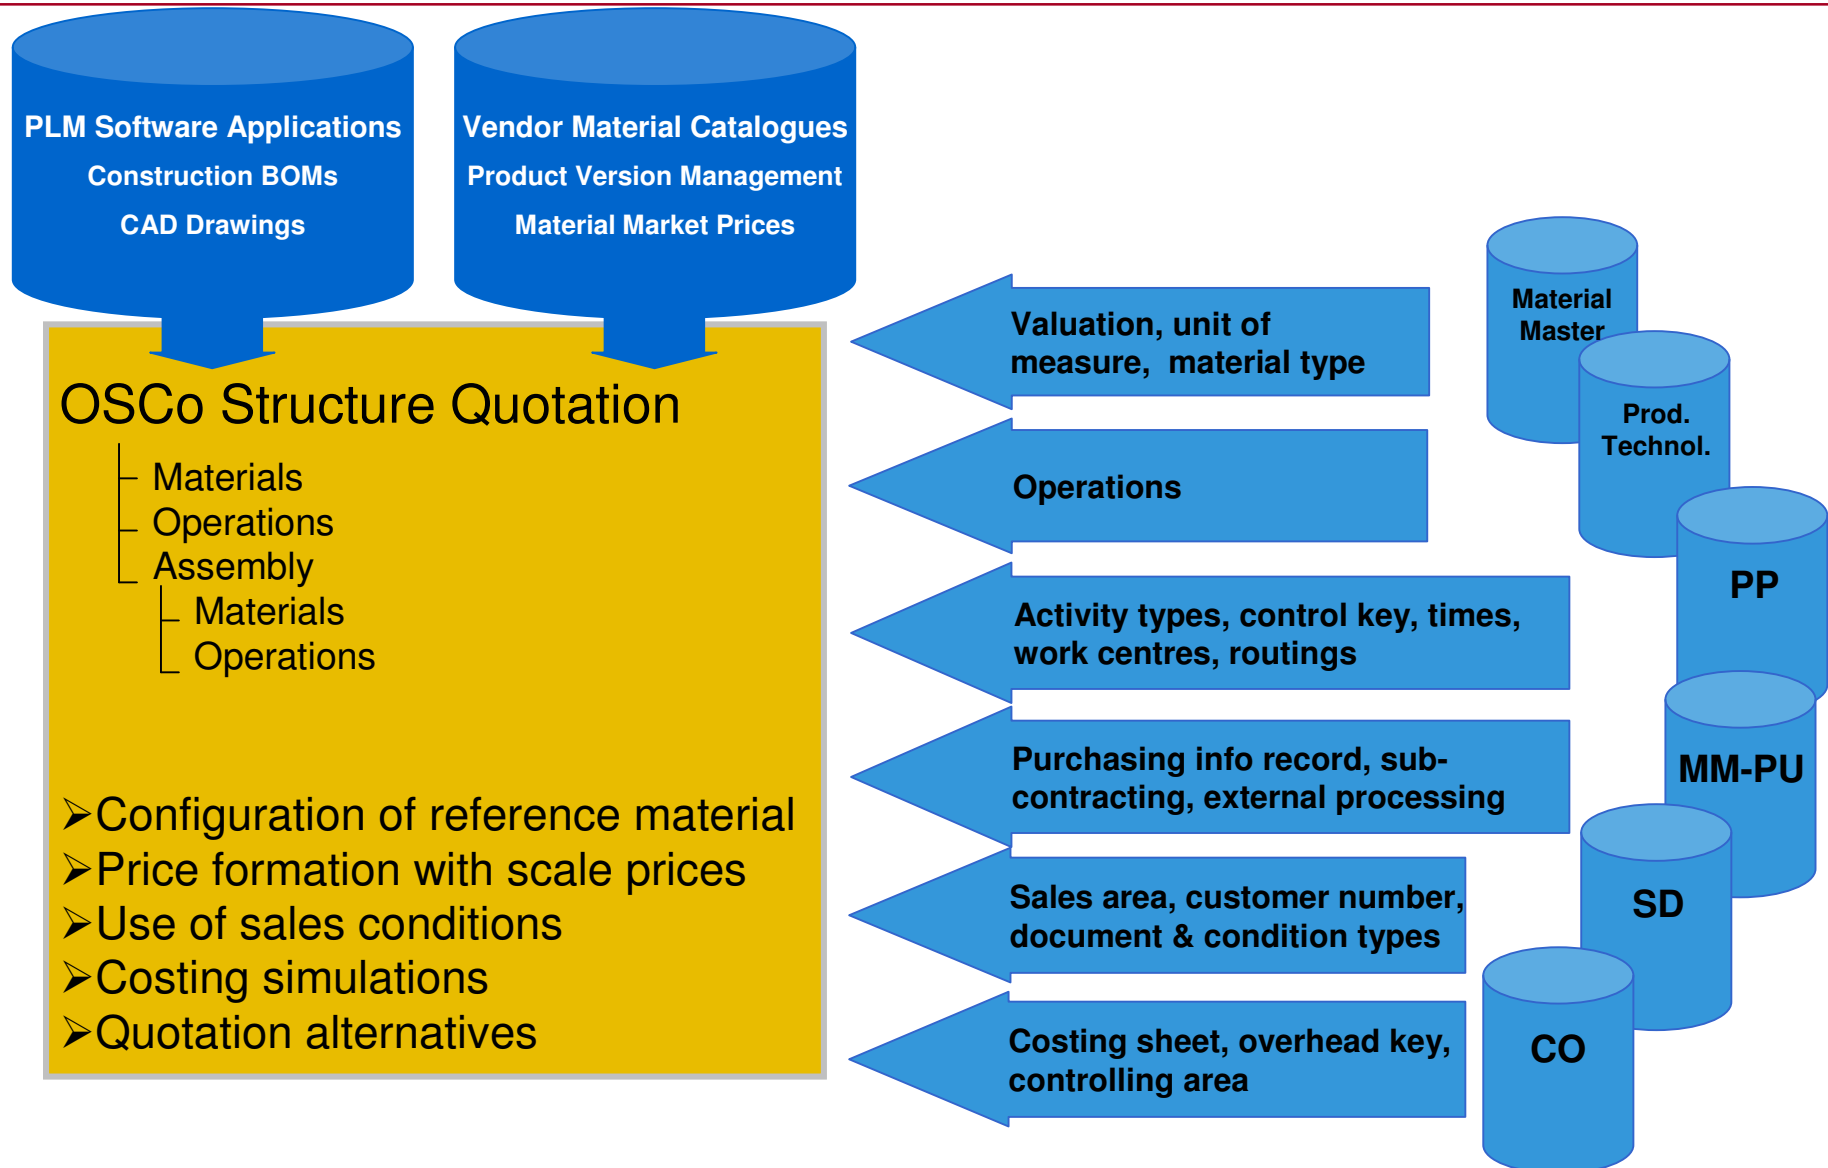 PLM Software Applications
Construction BOMs
CAD Drawings
Vendor Material Catalogues
Product Version Management
Material Market Prices
OSCo Structure Quotation
Materials
Operations
Assembly
Materials
Operations
➢Configuration of reference material
➢Price formation with scale prices
➢Use of sales conditions
➢Costing simulations
➢Quotation alternatives
Valuation, unit of
measure, material type
Operations
Activity types, control key, times,
work centres, routings
Purchasing info record, sub-
contracting, external processing
Sales area, customer number,
document & condition types
Costing sheet, overhead key,
controlling area
Material
Master
Prod.
Technol.
PP
MM-PU
SD
CO